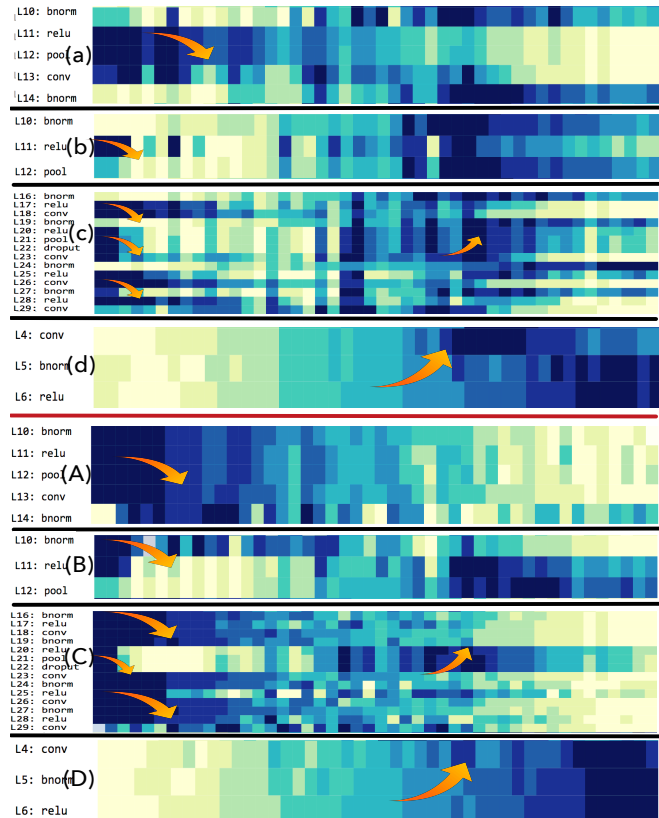 L10: bnorm
L11: relu
(a)
L12: pool
L13: conv
L14: bnorm
L10: bnorm
(b)
L11: relu
L12: pool
L16: bnorm
L17: relu
L18: conv
L19: bnorm
L20: relu
(c)
L21: pool
L22: droput
L23: conv
L24: bnorm
L25: relu
L26: conv
L27: bnorm
L28: relu
L29: conv
L4: conv
(d)
L5: bnorm
L6: relu
L10: bnorm
L11: relu
(A)
L12: pool
L13: conv
L14: bnorm
L10: bnorm
(B)
L11: relu
L12: pool
L16: bnorm
L17: relu
L18: conv
L19: bnorm
L20: relu
(C)
L21: pool
L22: droput
L23: conv
L24: bnorm
L25: relu
L26: conv
L27: bnorm
L28: relu
L29: conv
L4: conv
(D)
L5: bnorm
L6: relu